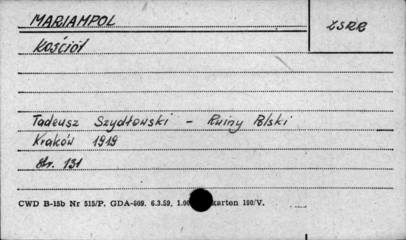 MARIAMPOL
ZSRR
Kościół
Tadeusz Szydłowski - Ruiny Polski
Kraków 1919
str. 131
CWD B-15b Nr 515/P. GDA-809. 6.3.59. 1.00 karten 180/V.